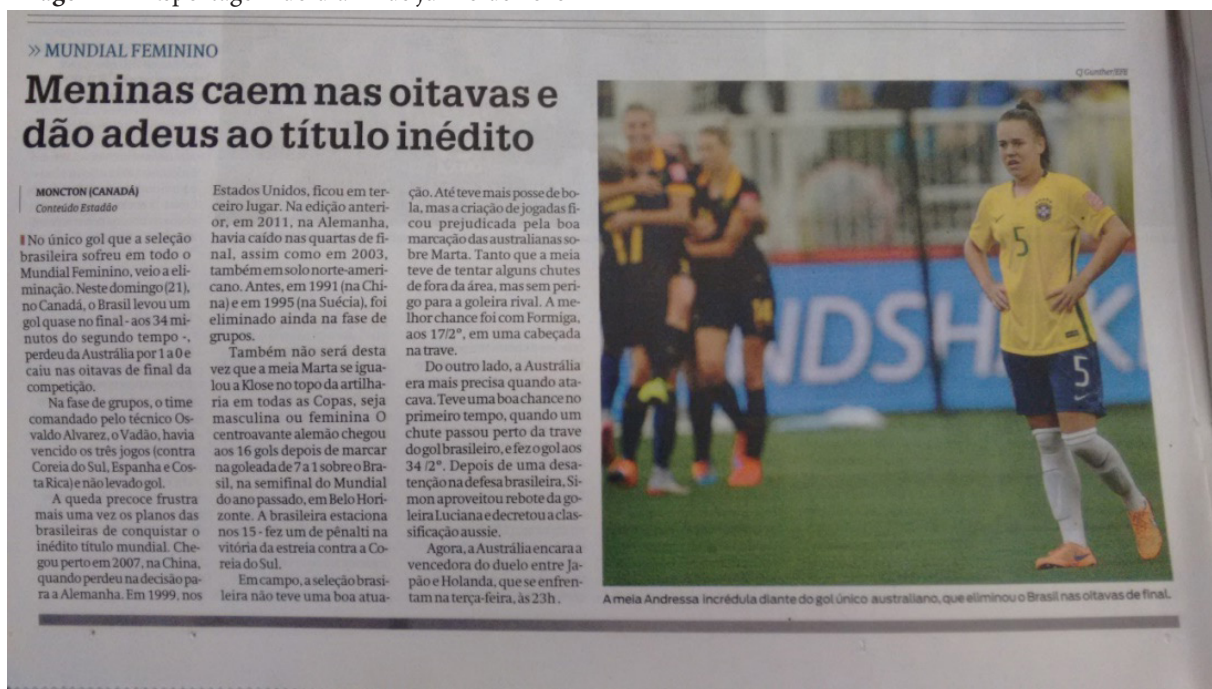 » MUNDIAL FEMININO
Meninas caem nas oitavas e
dão adeus ao título inédito
MONCTON (CANADÁ)
Conteúdo Estadão
No único gol que a seleção
brasileira sofreu em todo o
Mundial Feminino, veio a eli-
minação. Neste domingo (21),
no Canadá, o Brasil levou um
gol quase no final - aos 34 mi-
nutos do segundo tempo -,
perdeu da Austrália por 1 a 0 e
caiu nas oitavas de final da
competição.
Na fase de grupos, o time
comandado pelo técnico Os-
valdo Alvarez, o Vadão, havia
vencido os três jogos (contra
Coreia do Sul, Espanha e Cos-
ta Rica) e não levado gol.
A queda precoce frustra
mais uma vez os planos das
brasileiras de conquistar o
inédito título mundial. Che-
gou perto em 2007, na China,
quando perdeu na decisão pa-
ra a Alemanha. Em 1999, nos
Estados Unidos, ficou em ter-
ceiro lugar. Na edição anteri-
or, em 2011, na Alemanha,
havia caído nas quartas de fi-
nal, assim como em 2003,
também em solo norte-ameri-
cano. Antes, em 1991 (na Chi-
na) e em 1995 (na Suécia), foi
eliminado ainda na fase de
grupos.
Também não será desta
vez que a meia Marta se igua-
lou a Klose no topo da artilha-
ria em todas as Copas, seja
masculina ou feminina O
centroavante alemão chegou
aos 16 gols depois de marcar
na goleada de 7 a 1 sobre o Bra-
sil, na semifinal do Mundial
do ano passado, em Belo Hori-
zonte. A brasileira estaciona
nos 15 - fez um de pênalti na
vitória da estreia contra a Co-
reia do Sul.
Em campo, a seleção brasi-
leira não teve uma boa atua-
ção. Até teve mais posse de bo-
la, mas a criação de jogadas fi-
cou prejudicada pela boa
marcação das australianas so-
bre Marta. Tanto que a meia
teve de tentar alguns chutes
de fora da área, mas sem peri-
go para a goleira rival. A me-
lhor chance foi com Formiga,
aos 17/2°, em uma cabeçada
na trave.
Do outro lado, a Austrália
era mais precisa quando ata-
cava. Teve uma boa chance no
primeiro tempo, quando um
chute passou perto da trave
do gol brasileiro, e fez o gol aos
34 /2°. Depois de uma desa-
tenção na defesa brasileira, Si-
mon aproveitou rebote da go-
leira Luciana e decretou a clas-
sificação aussie.
Agora, a Austrália encara a
vencedora do duelo entre Ja-
pão e Holanda, que se enfren-
tam na terça-feira, às 23h.
CJ Gunther/EFE
11
14
NDSHAK
5
5
A meia Andressa incrédula diante do gol único australiano, que eliminou o Brasil nas oitavas de final.